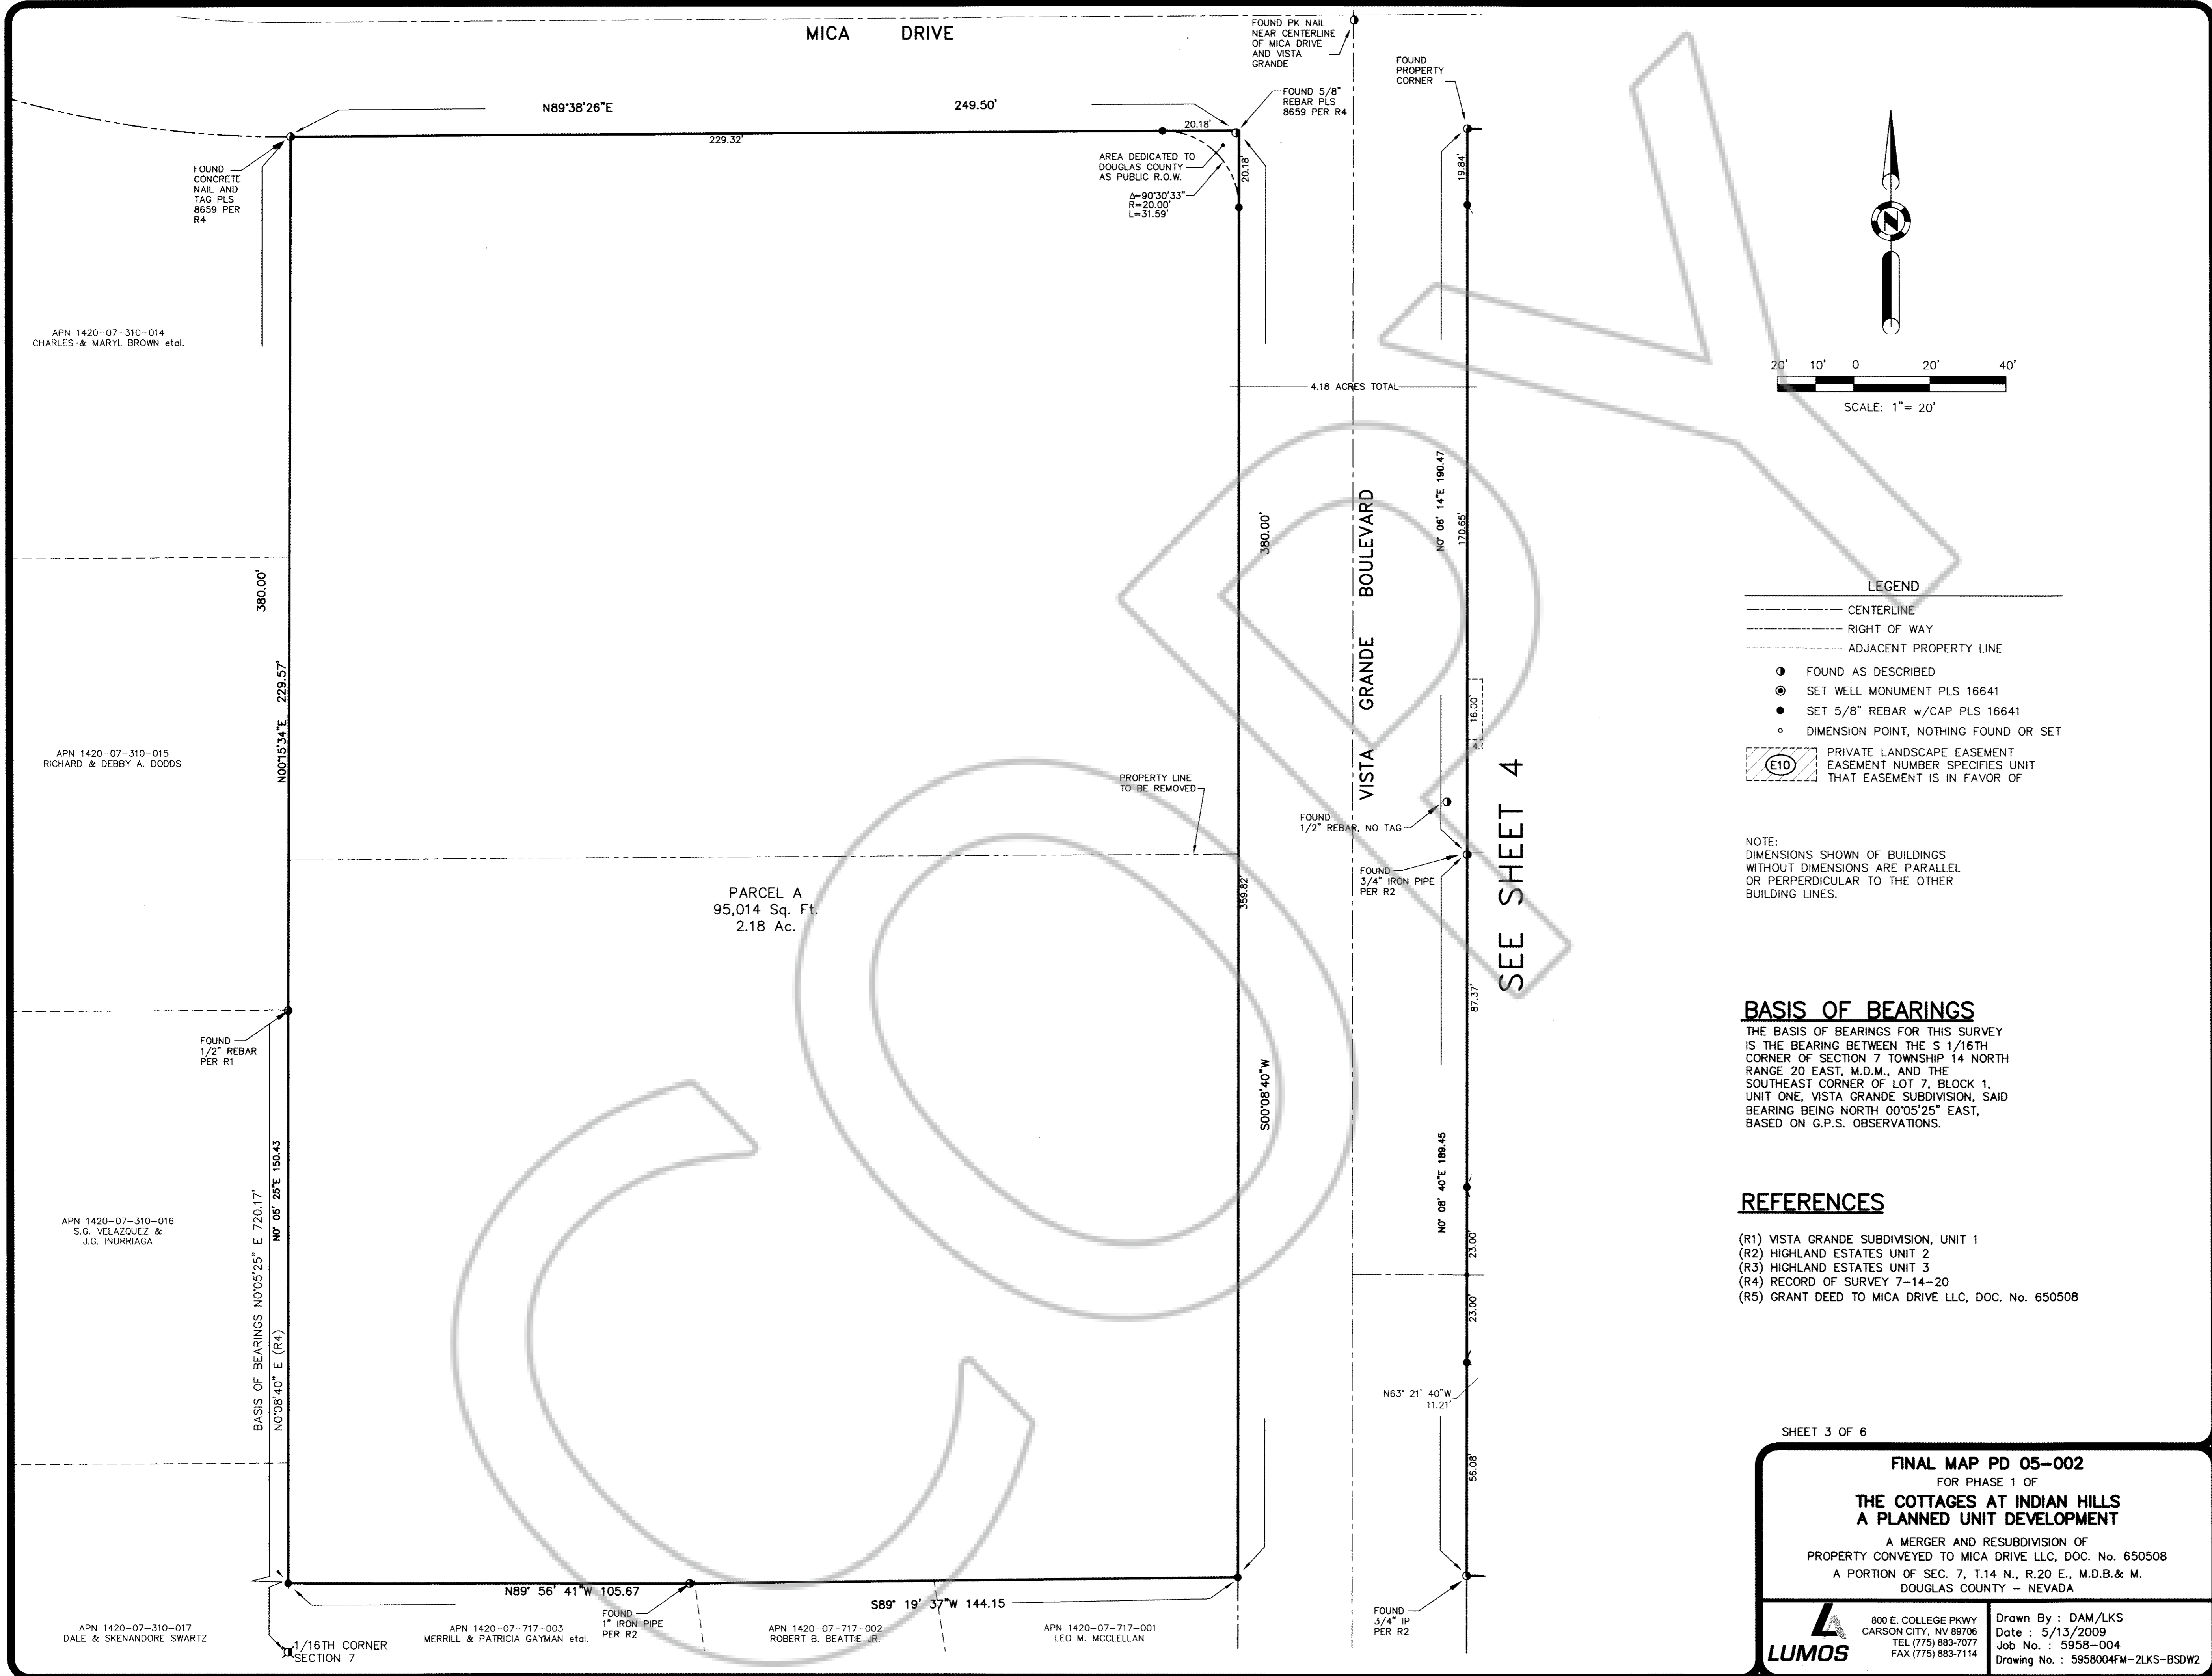 MICA DRIVE
FOUND PK NAIL
NEAR CENTERLINE
OF MICA DRIVE
AND VISTA
GRANDE
FOUND
PROPERTY
CORNER
FOUND 5/8"
REBAR PLS
8659 PER R4
N89°38'26"E
249.50'
229.32'
20.18'
20.18'
19.84'
FOUND
CONCRETE
NAIL AND
TAG PLS
8659 PER
R4
AREA DEDICATED TO
DOUGLAS COUNTY
AS PUBLIC R.O.W.
Δ=90°30'33"
R=20.00'
L=31.59'
N
APN 1420-07-310-014
CHARLES & MARYL BROWN etal.
4.18 ACRES TOTAL
20' 10' 0 20' 40'
SCALE: 1"= 20'
380.00'
N00°15'34"E 229.57'
380.00'
VISTA GRANDE BOULEVARD
N0° 06' 14"E 190.47
170.65'
16.00'
LEGEND
CENTERLINE
RIGHT OF WAY
ADJACENT PROPERTY LINE
FOUND AS DESCRIBED
SET WELL MONUMENT PLS 16641
SET 5/8" REBAR w/CAP PLS 16641
DIMENSION POINT, NOTHING FOUND OR SET
E10
PRIVATE LANDSCAPE EASEMENT
EASEMENT NUMBER SPECIFIES UNIT
THAT EASEMENT IS IN FAVOR OF
APN 1420-07-310-015
RICHARD & DEBBY A. DODDS
PROPERTY LINE
TO BE REMOVED
FOUND
1/2" REBAR, NO TAG
FOUND
3/4" IRON PIPE
PER R2
SEE SHEET 4
NOTE:
DIMENSIONS SHOWN OF BUILDINGS
WITHOUT DIMENSIONS ARE PARALLEL
OR PERPERDICULAR TO THE OTHER
BUILDING LINES.
PARCEL A
95,014 Sq. Ft.
2.18 Ac.
359.82'
87.37'
BASIS OF BEARINGS
THE BASIS OF BEARINGS FOR THIS SURVEY
IS THE BEARING BETWEEN THE S 1/16TH
CORNER OF SECTION 7 TOWNSHIP 14 NORTH
RANGE 20 EAST, M.D.M., AND THE
SOUTHEAST CORNER OF LOT 7, BLOCK 1,
UNIT ONE, VISTA GRANDE SUBDIVISION, SAID
BEARING BEING NORTH 00°05'25" EAST,
BASED ON G.P.S. OBSERVATIONS.
FOUND
1/2" REBAR
PER R1
S00°08'40"W
N0° 08' 40"E 189.45
23.00'
23.00'
BASIS OF BEARINGS N0°05'25" E 720.17'
N0°08'40" E (R4)
N0° 05' 25"E 150.43
APN 1420-07-310-016
S.G. VELAZQUEZ &
J.G. INURRIAGA
REFERENCES
(R1) VISTA GRANDE SUBDIVISION, UNIT 1
(R2) HIGHLAND ESTATES UNIT 2
(R3) HIGHLAND ESTATES UNIT 3
(R4) RECORD OF SURVEY 7-14-20
(R5) GRANT DEED TO MICA DRIVE LLC, DOC. No. 650508
N63° 21' 40"W
11.21'
56.08'
N89° 56' 41"W 105.67
S89° 19' 37"W 144.15
FOUND
1" IRON PIPE
PER R2
FOUND
3/4" IP
PER R2
APN 1420-07-310-017
DALE & SKENANDORE SWARTZ
1/16TH CORNER
SECTION 7
APN 1420-07-717-003
MERRILL & PATRICIA GAYMAN etal.
APN 1420-07-717-002
ROBERT B. BEATTIE JR.
APN 1420-07-717-001
LEO M. MCCLELLAN
COPY
SHEET 3 OF 6
FINAL MAP PD 05-002
FOR PHASE 1 OF
THE COTTAGES AT INDIAN HILLS
A PLANNED UNIT DEVELOPMENT
A MERGER AND RESUBDIVISION OF
PROPERTY CONVEYED TO MICA DRIVE LLC, DOC. No. 650508
A PORTION OF SEC. 7, T.14 N., R.20 E., M.D.B.& M.
DOUGLAS COUNTY - NEVADA
LUMOS
800 E. COLLEGE PKWY
CARSON CITY, NV 89706
TEL (775) 883-7077
FAX (775) 883-7114
Drawn By : DAM/LKS
Date : 5/13/2009
Job No. : 5958-004
Drawing No. : 5958004FM-2LKS-BSDW2